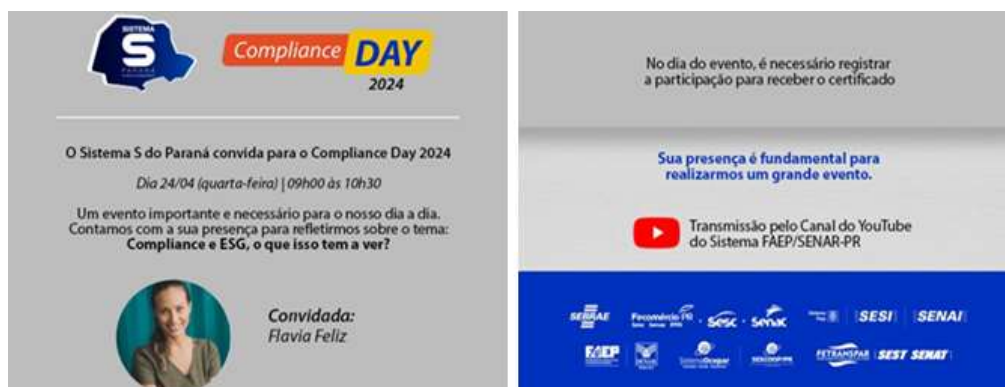 SISTEMA
S
PARANÁ
Compliance DAY
2024
O Sistema S do Paraná convida para o Compliance Day 2024
Dia 24/04 (quarta-feira) | 09h00 às 10h30
Um evento importante e necessário para o nosso dia a dia.
Contamos com a sua presença para refletirmos sobre o tema:
Compliance e ESG, o que isso tem a ver?
Convidada:
Flavia Feliz
No dia do evento, é necessário registrar
a participação para receber o certificado
Sua presença é fundamental para
realizarmos um grande evento.
Transmissão pelo Canal do YouTube
do Sistema FAEP/SENAR-PR
SEBRAE Fecomércio PR Sesc Senac SESI SENAI
FAEP SENAR Sistema Ocepar SESCOOP/PR FETRANSPAR SEST SENAT